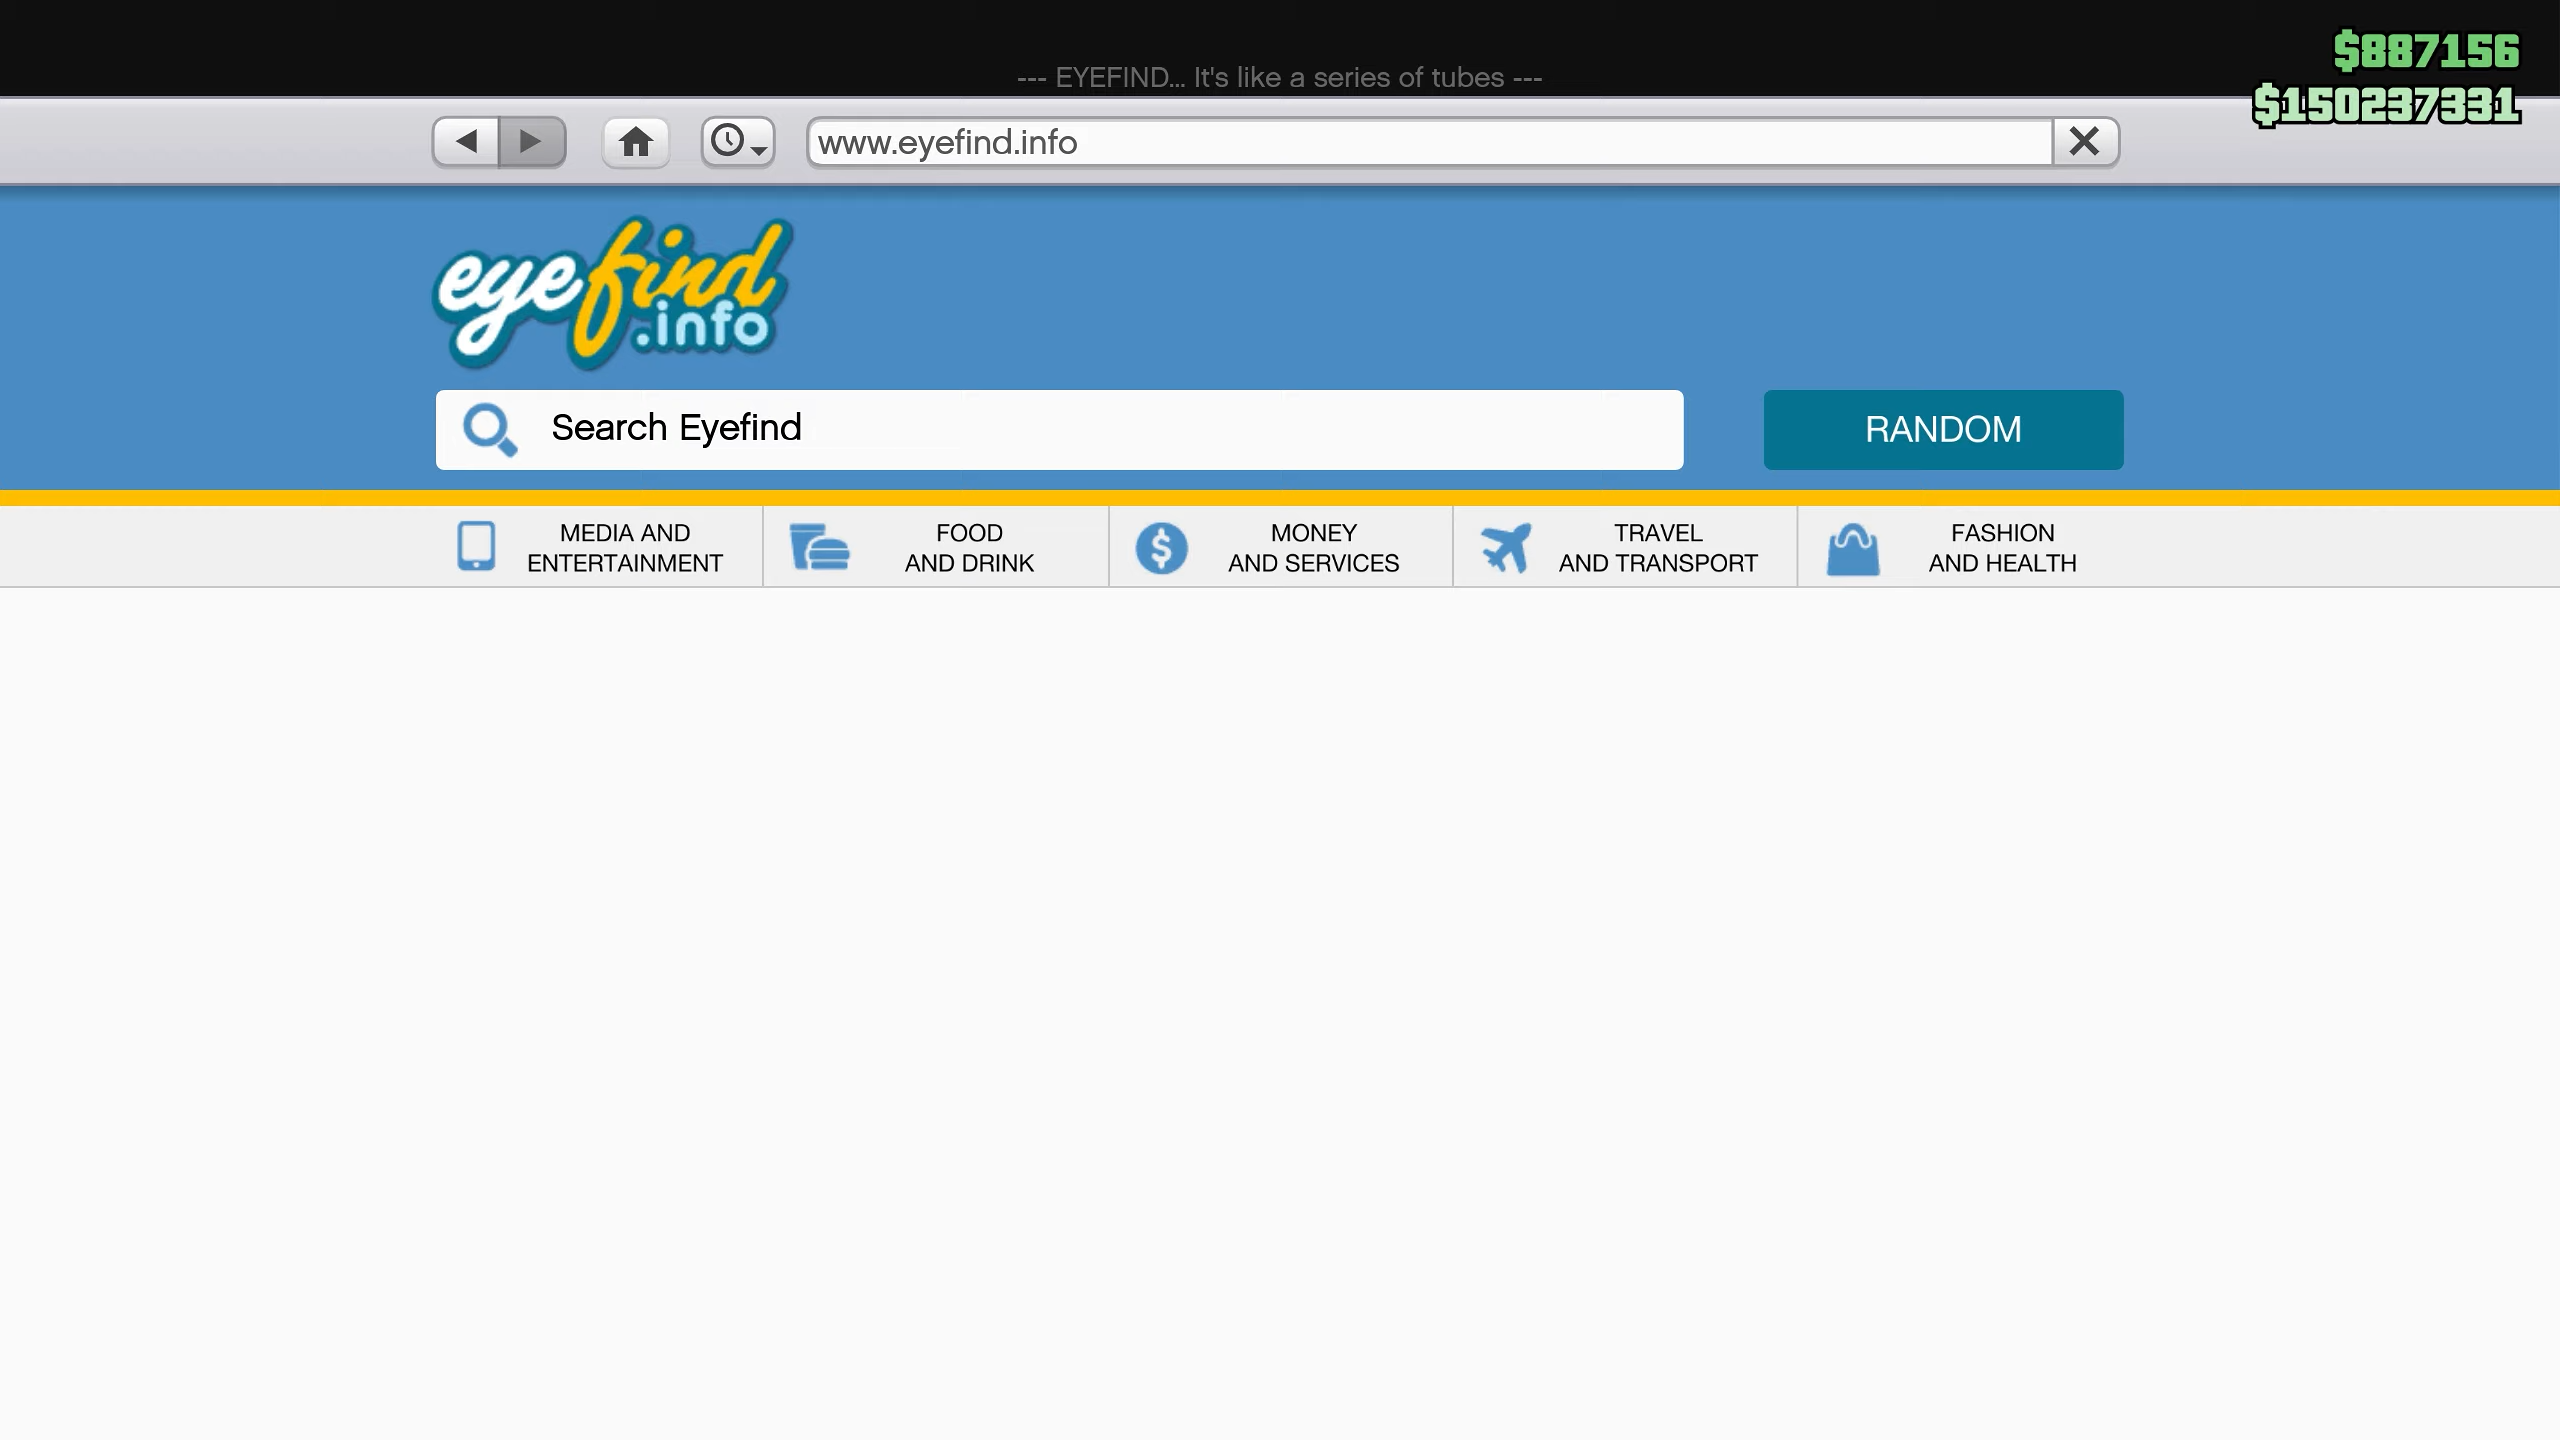 --- EYEFIND... It's like a series of tubes ---
$887156
$150237331
www.eyefind.info
eyefind
.info
Search Eyefind
RANDOM
MEDIA AND
ENTERTAINMENT
FOOD
AND DRINK
MONEY
AND SERVICES
TRAVEL
AND TRANSPORT
FASHION
AND HEALTH